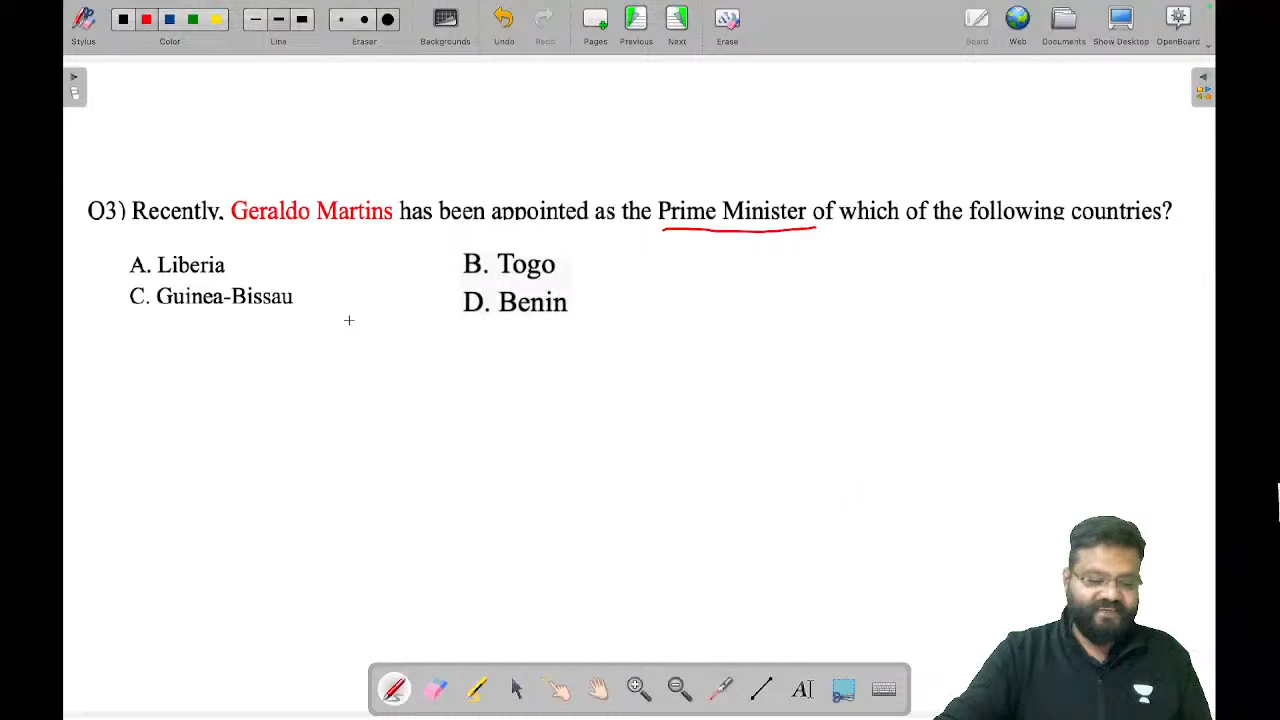 Stylus Color Line Eraser Backgrounds Undo Redo Pages Previous Next Erase Board Web Documents Show Desktop OpenBoard
Q3) Recently, Geraldo Martins has been appointed as the Prime Minister of which of the following countries?
A. Liberia B. Togo
C. Guinea-Bissau D. Benin